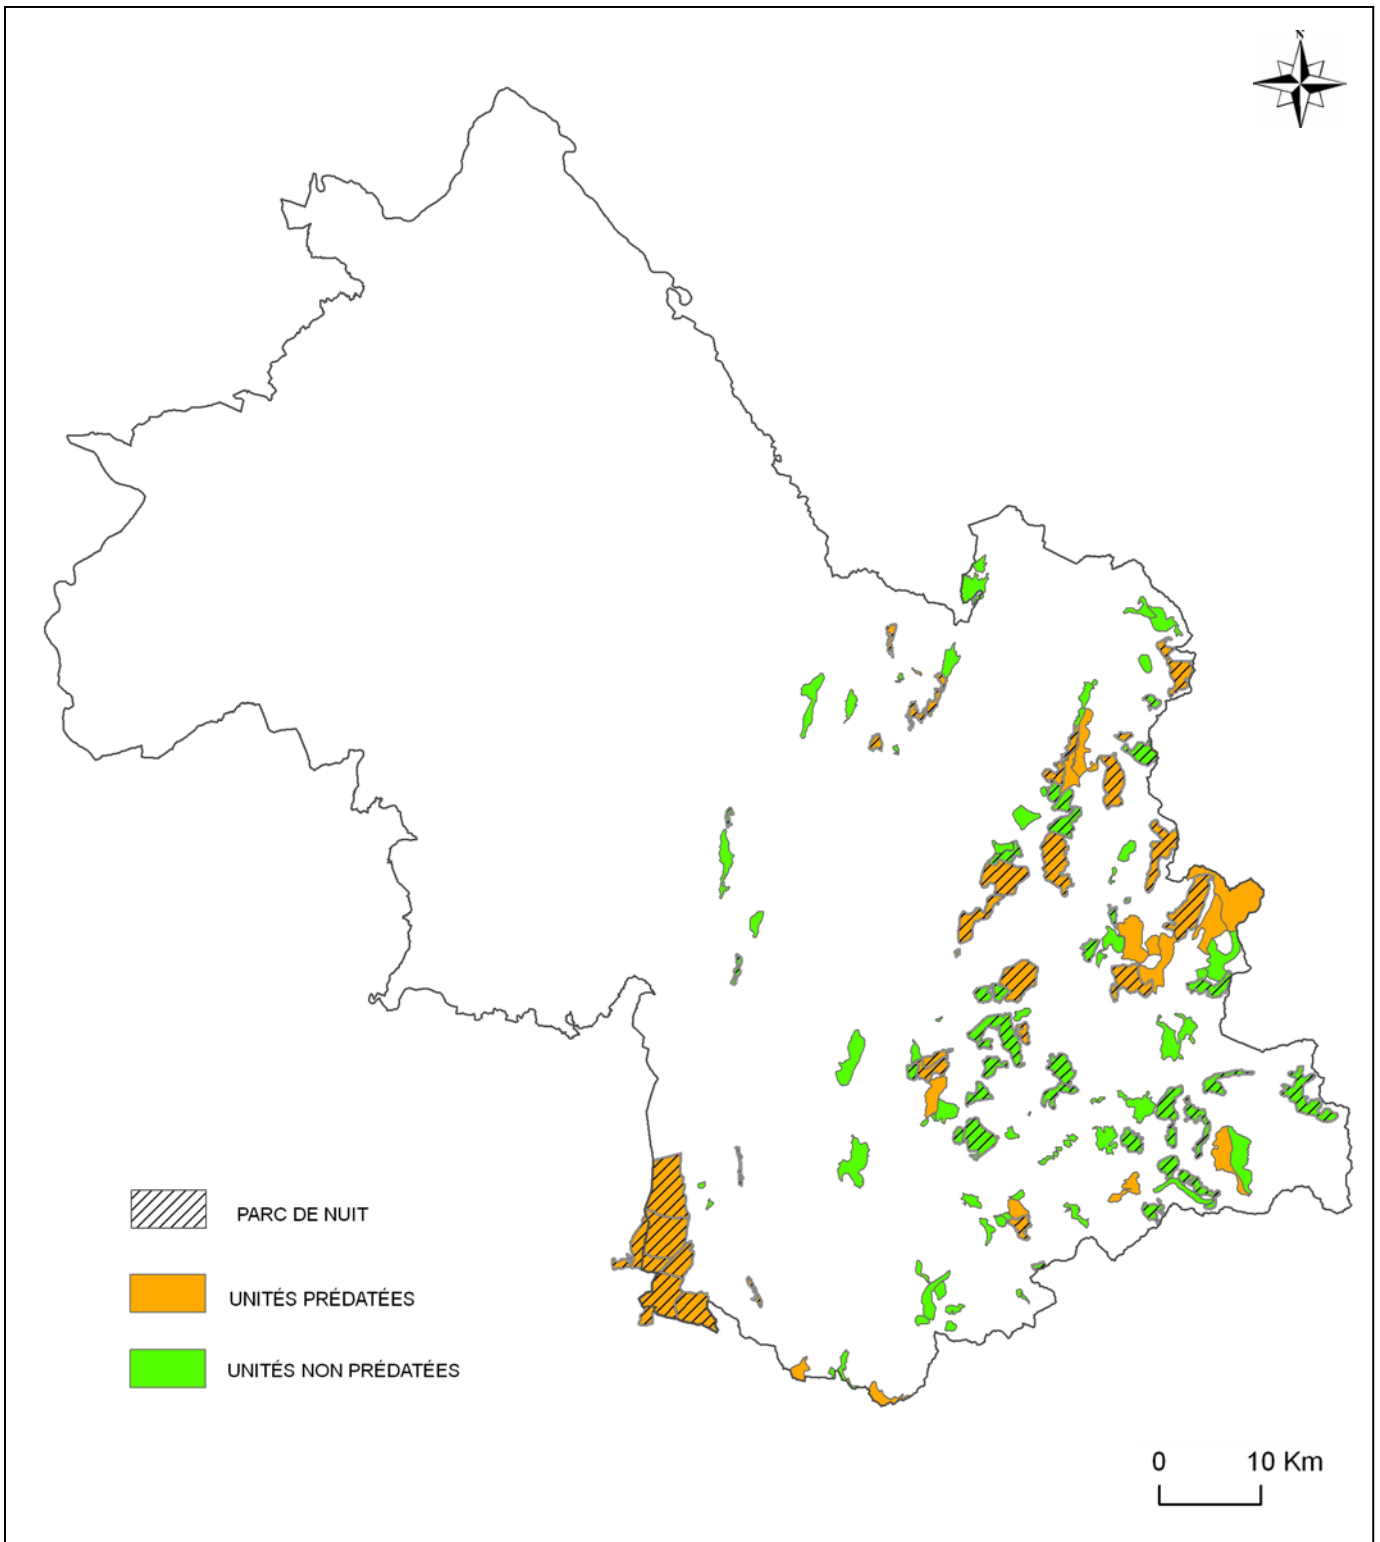 N
PARC DE NUIT
UNITÉS PRÉDATÉES
UNITÉS NON PRÉDATÉES
0 10 Km